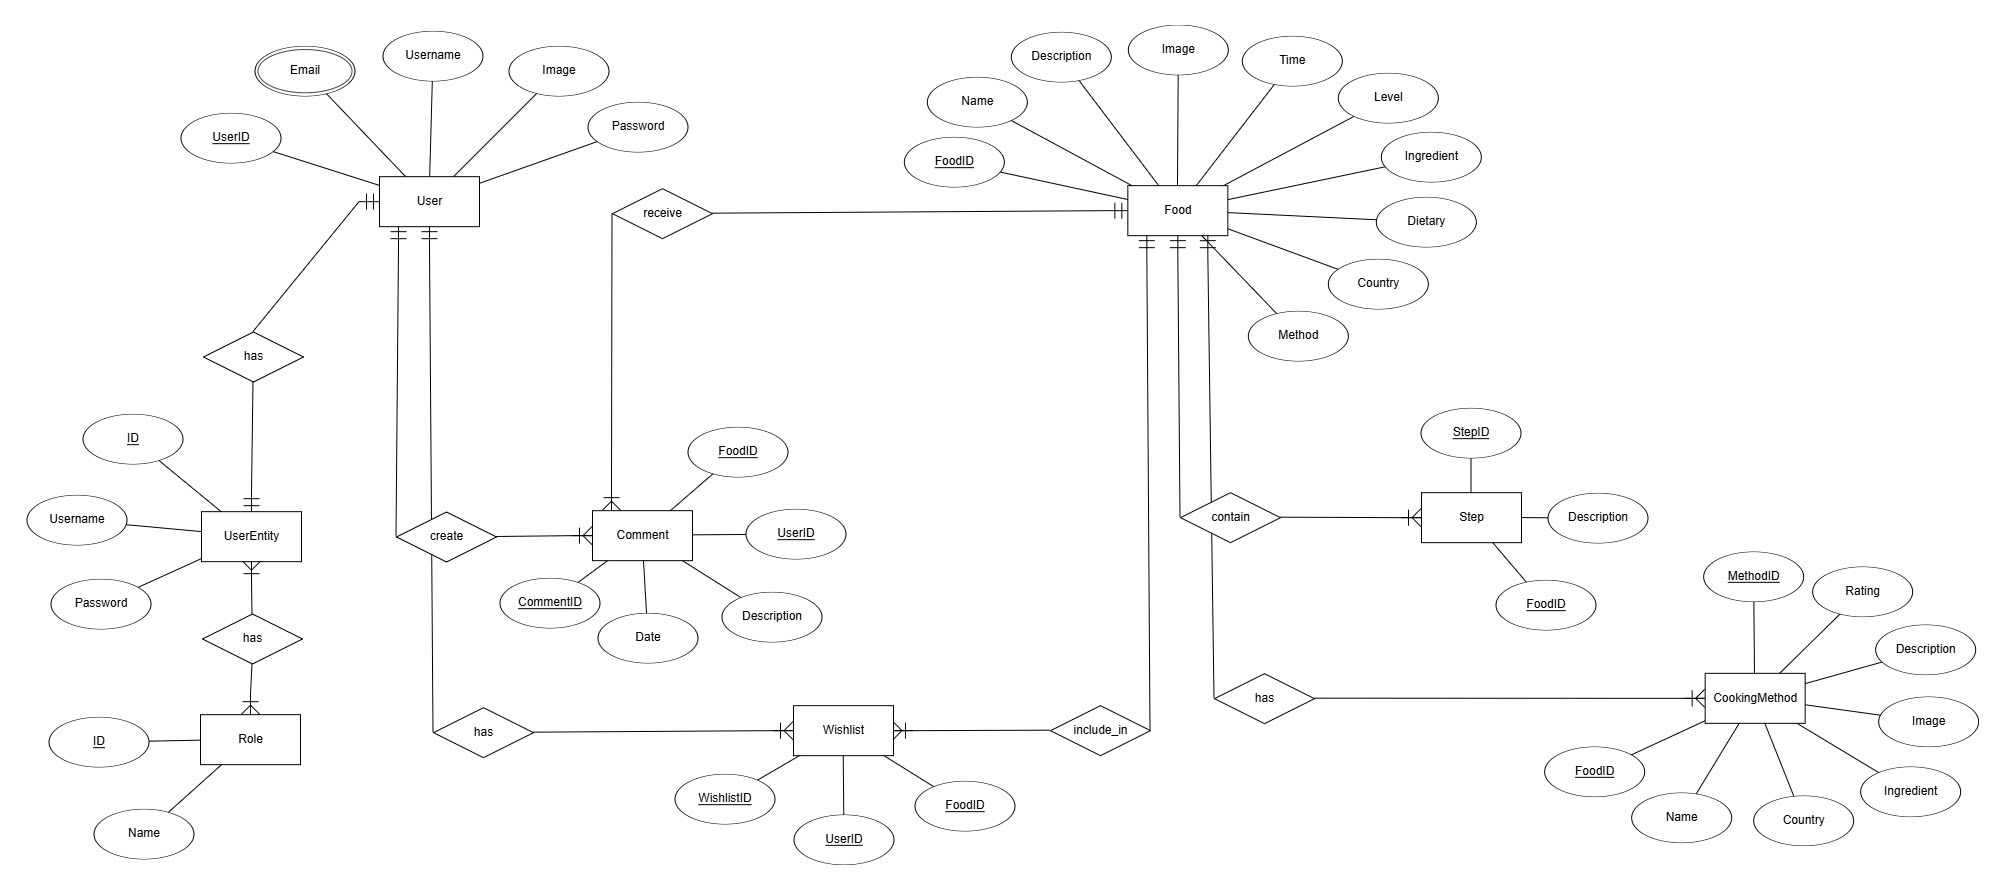 Email
Username
Image
UserID
Password
User
Description
Image
Time
Name
Level
FoodID
Ingredient
receive
Food
Dietary
Country
Method
has
ID
Username
UserEntity
Password
has
ID
Role
Name
FoodID
create
Comment
UserID
CommentID
Date
Description
has
Wishlist
include_in
WishlistID
UserID
FoodID
StepID
contain
Step
Description
FoodID
MethodID
Rating
Description
has
CookingMethod
Image
FoodID
Name
Country
Ingredient